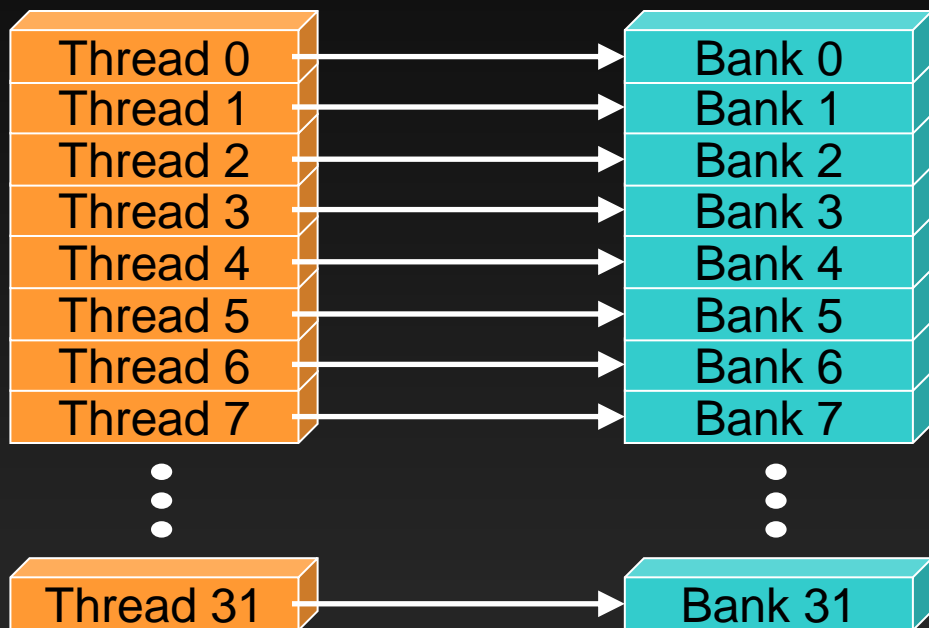 Thread 0
Bank 0
Thread 1
Bank 1
Thread 2
Bank 2
Thread 3
Bank 3
Thread 4
Bank 4
Thread 5
Bank 5
Thread 6
Bank 6
Thread 7
Bank 7
Thread 31
Bank 31